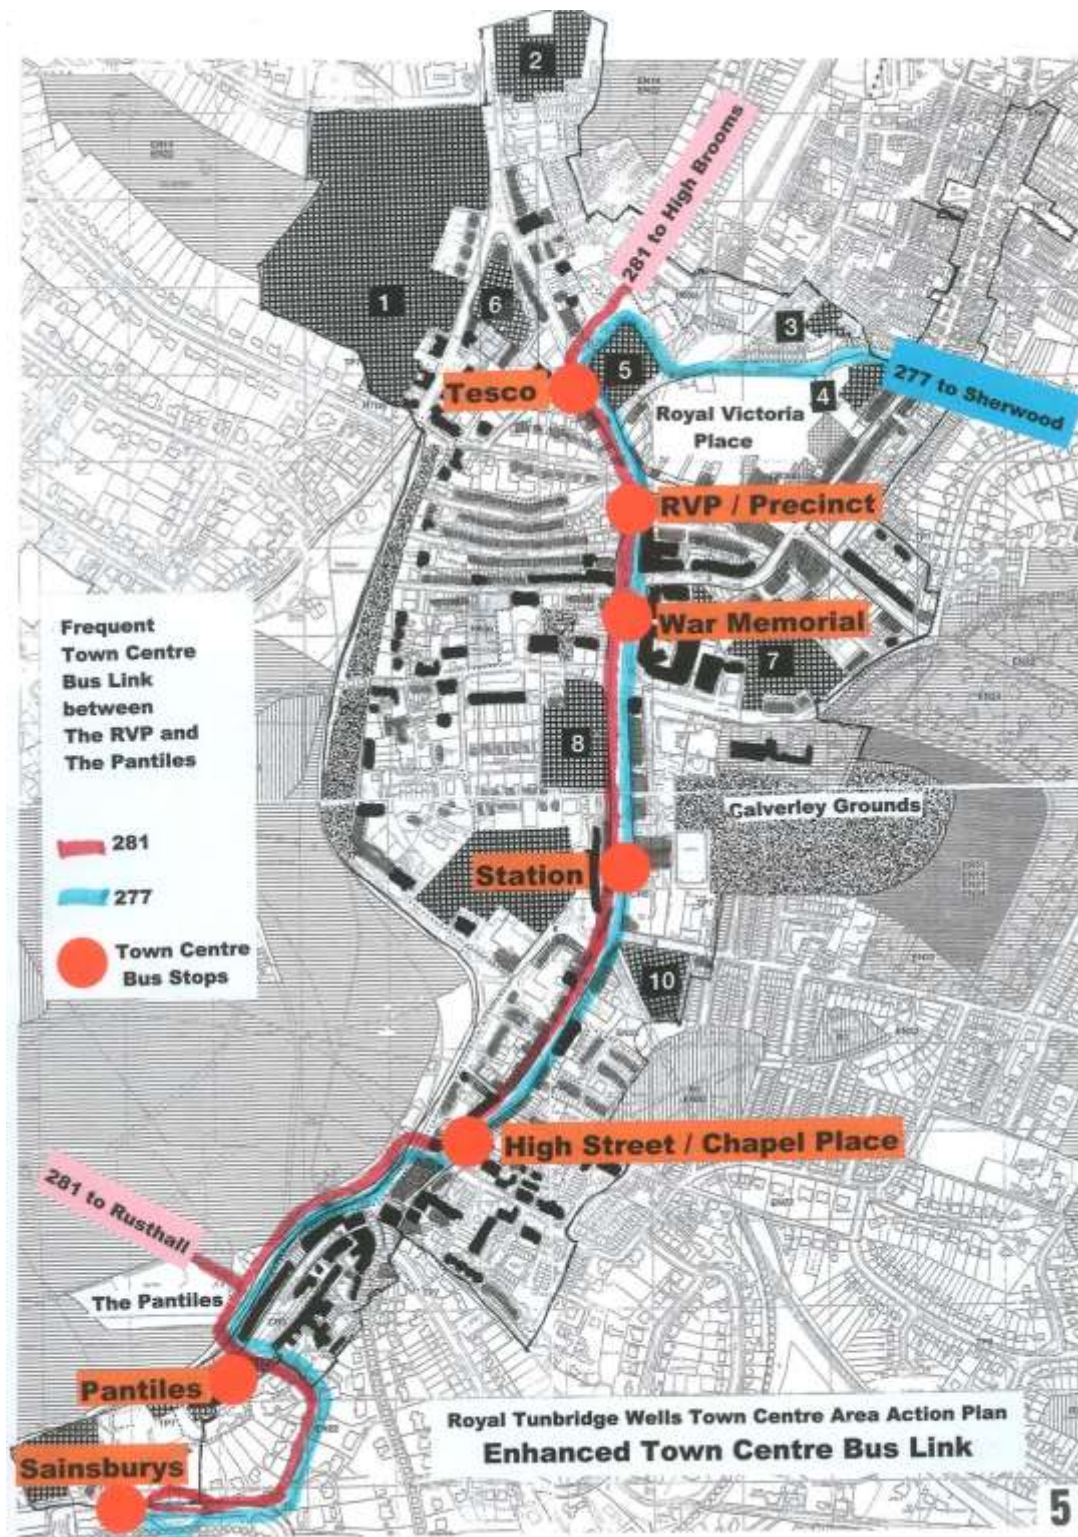 2
281 to High Brooms
1
6
3
5
4
277 to Sherwood
Tesco
Royal Victoria
Place
RVP / Precinct
War Memorial
7
Frequent
Town Centre
Bus Link
between
The RVP and
The Pantiles
8
Calverley Grounds
281
Station
277
Town Centre
Bus Stops
10
High Street / Chapel Place
281 to Rusthall
The Pantiles
Pantiles
Royal Tunbridge Wells Town Centre Area Action Plan
Enhanced Town Centre Bus Link
Sainsburys
5